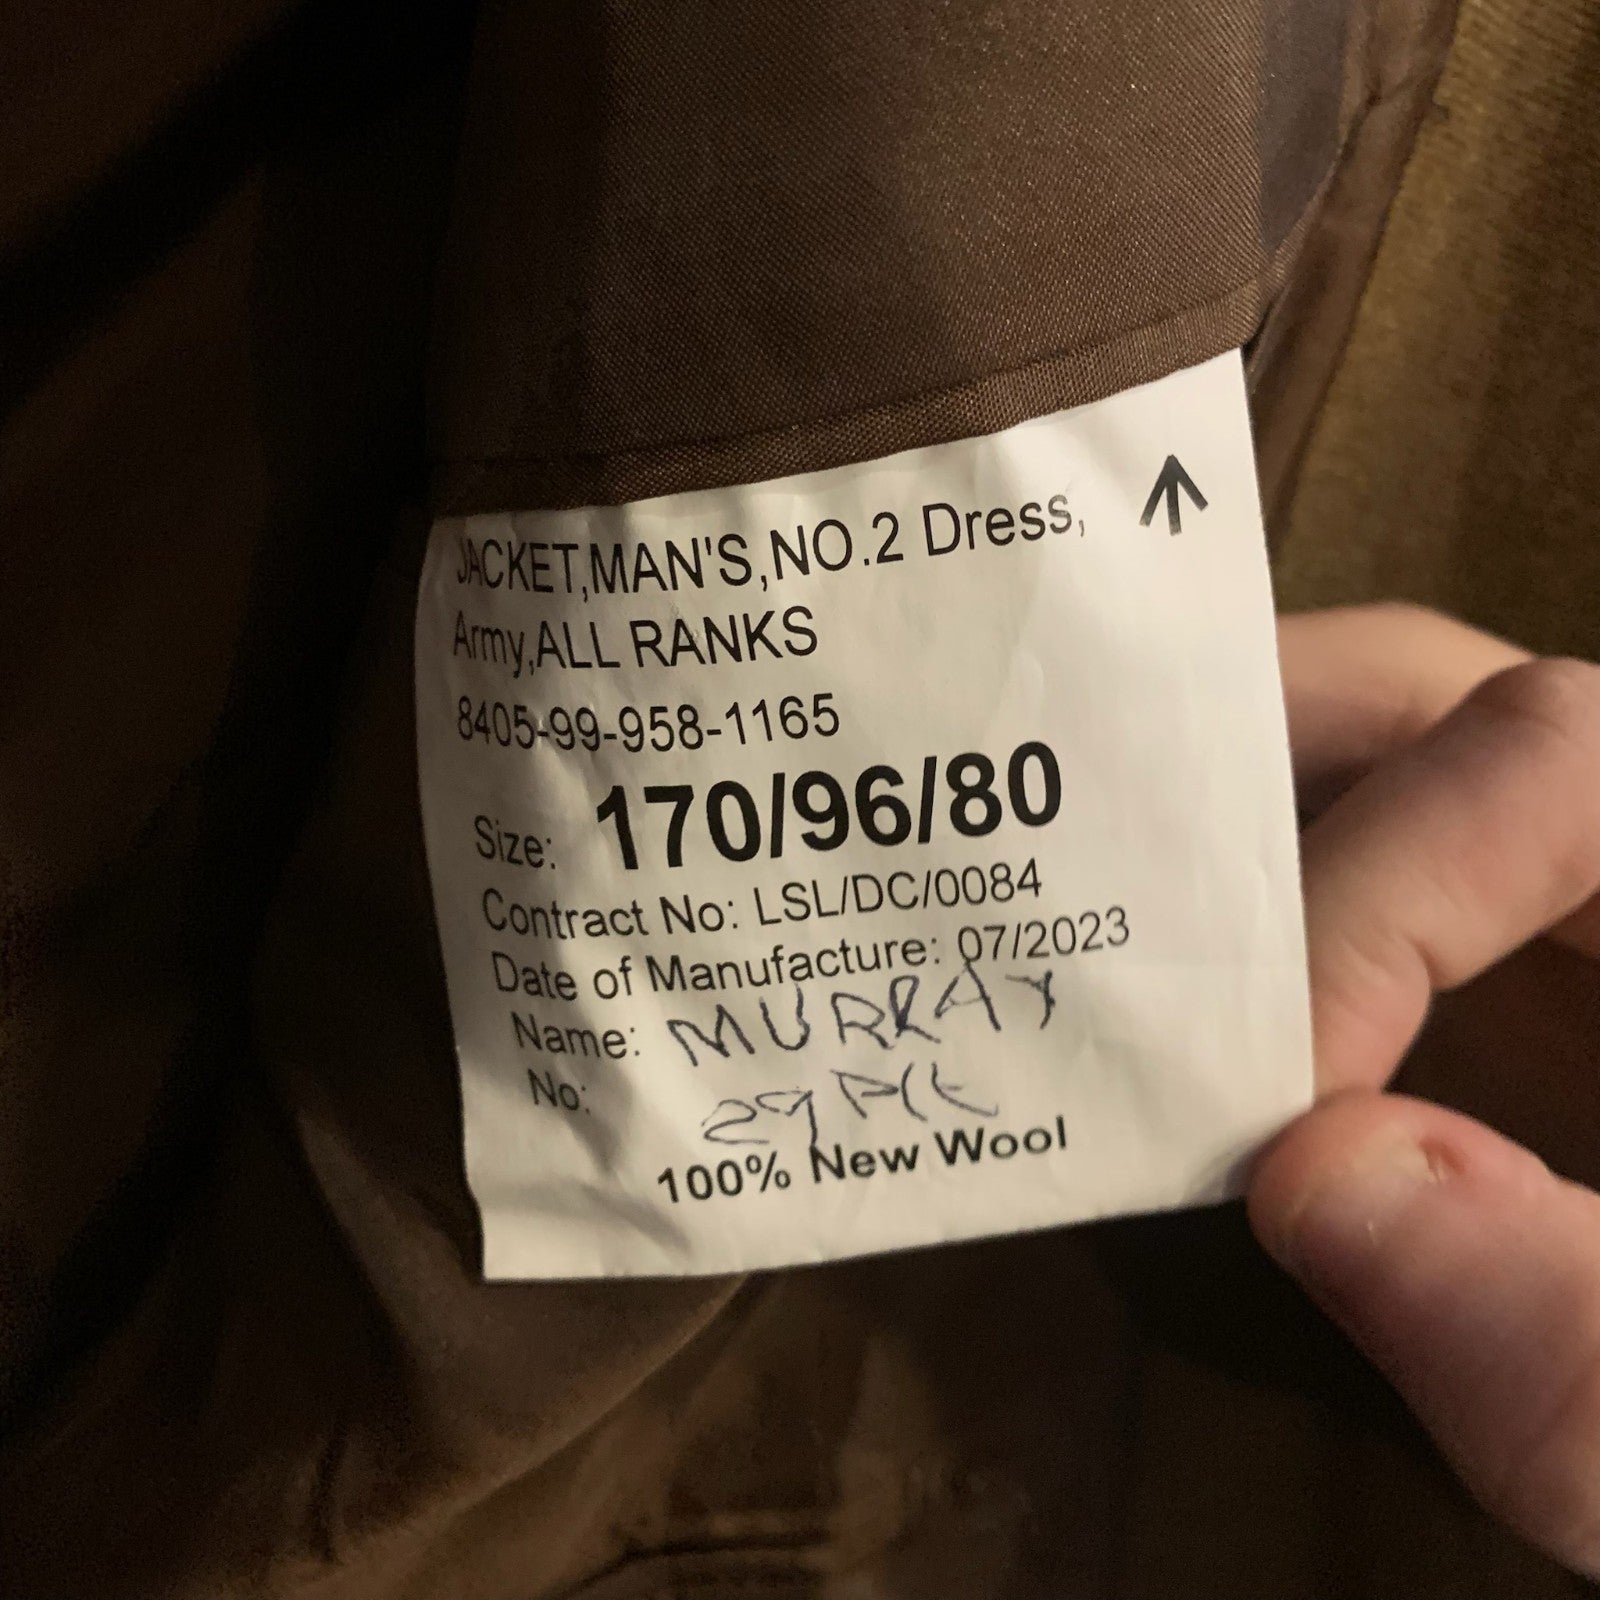 JACKET,MAN'S,NO.2 Dress,
Army,ALL RANKS
8405-99-958-1165
Size: 170/96/80
Contract No: LSL/DC/0084
Date of Manufacture: 07/2023
Name: MURRAY
No: 29
100% New Wool